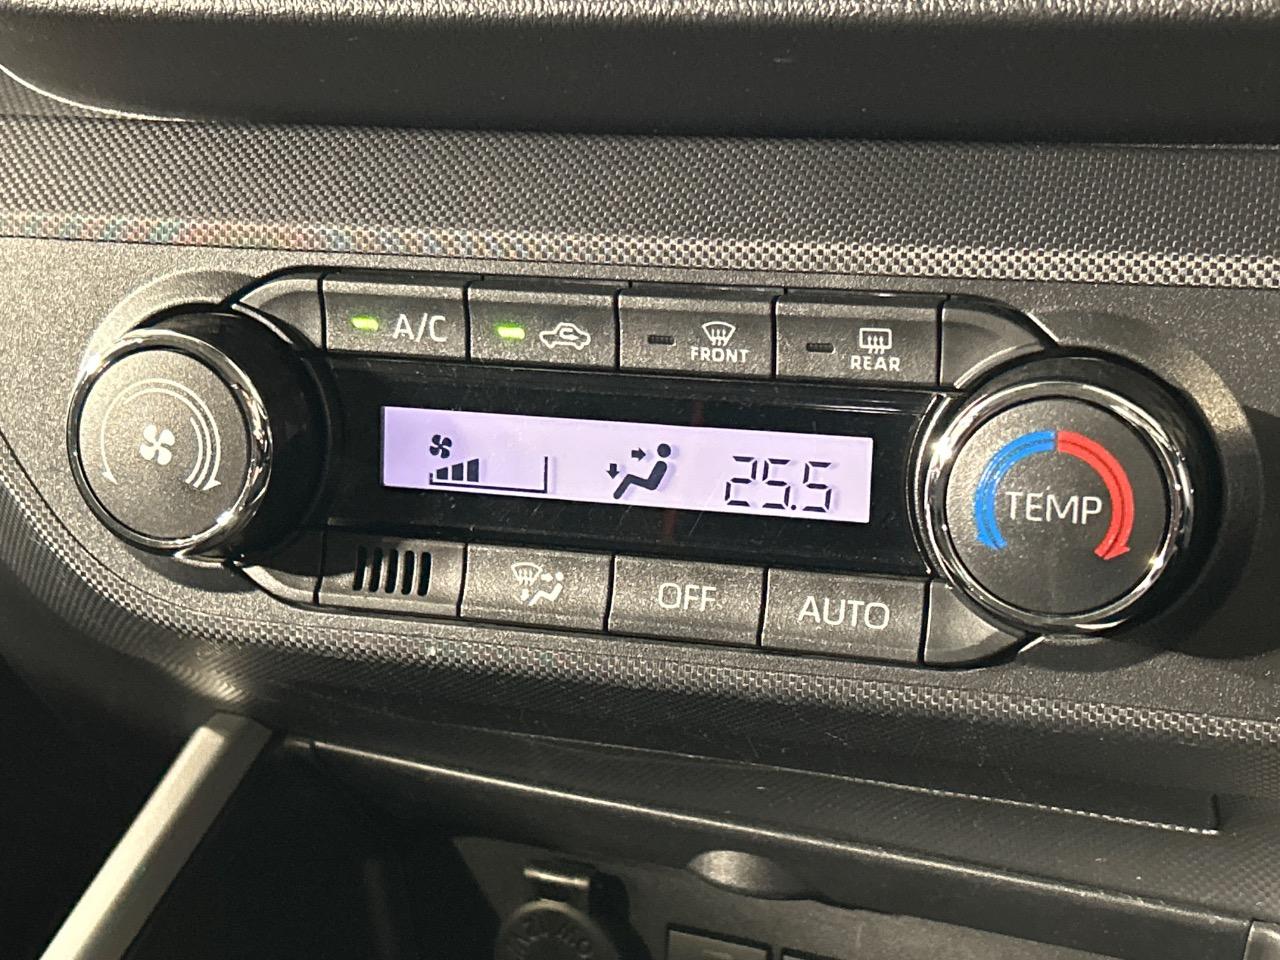 A/C
FRONT
REAR
25.5
TEMP
OFF
AUTO